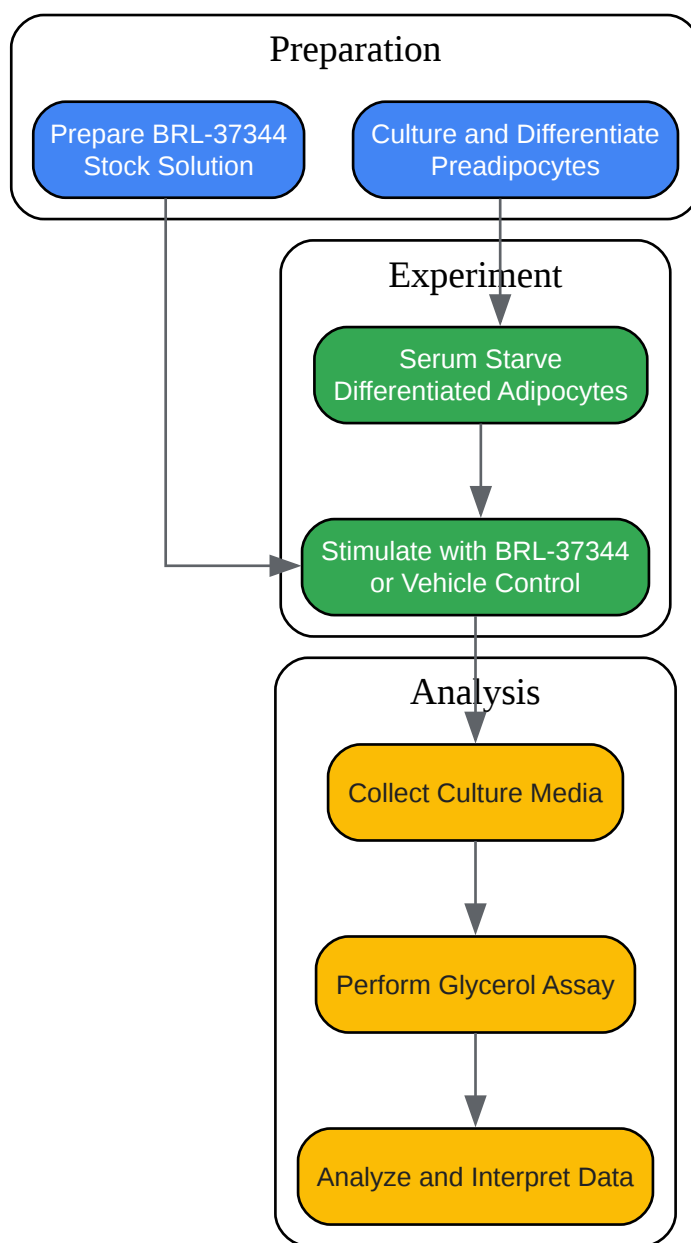 Preparation
Prepare BRL-37344
Stock Solution
Culture and Differentiate
Preadipocytes
Experiment
Serum Starve
Differentiated Adipocytes
Stimulate with BRL-37344
or Vehicle Control
Analysis
Collect Culture Media
Perform Glycerol Assay
Analyze and Interpret Data